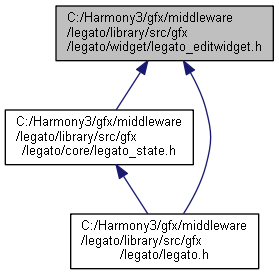 C:/Harmony3/gfx/middleware
/legato/library/src/gfx
/legato/widget/legato_editwidget.h
C:/Harmony3/gfx/middleware
/legato/library/src/gfx
/legato/core/legato_state.h
C:/Harmony3/gfx/middleware
/legato/library/src/gfx
/legato/legato.h